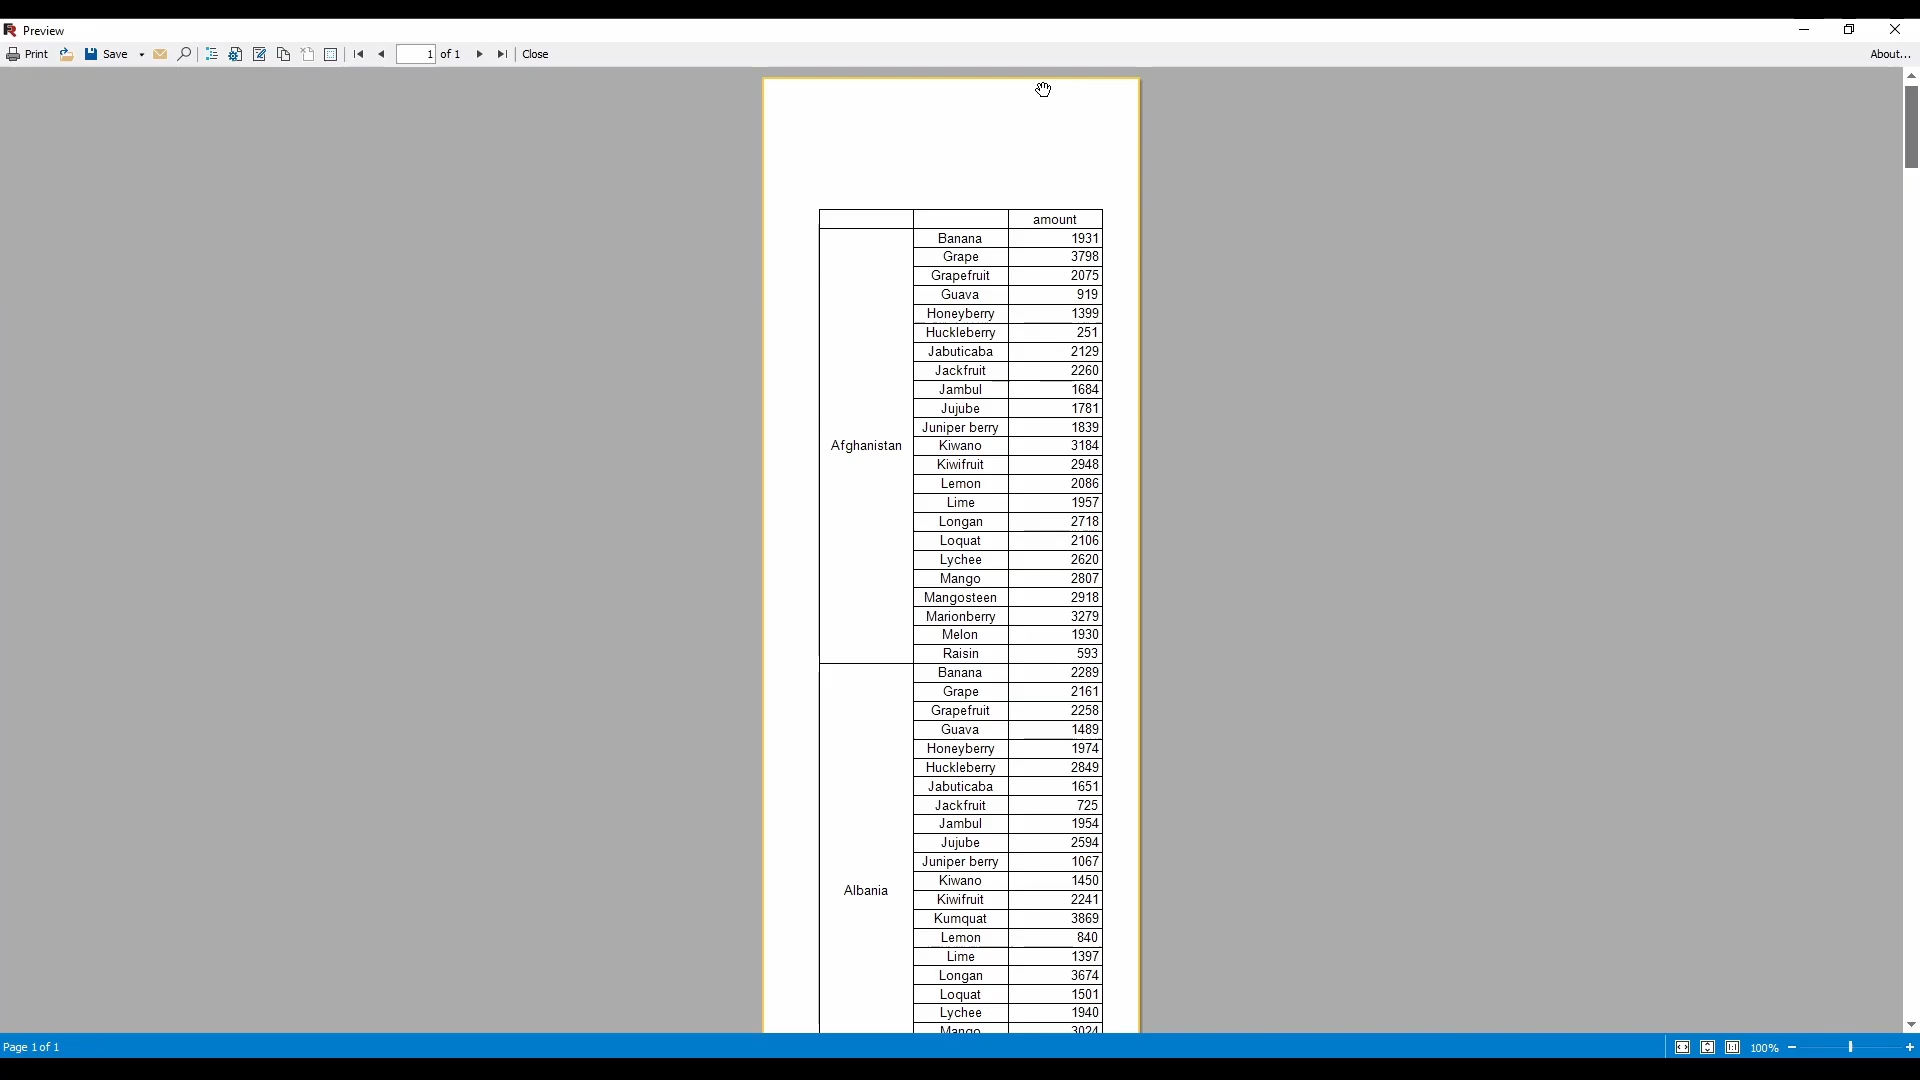 Preview
Print Save 1 of 1 Close About...
amount
Afghanistan
Banana 1931
Grape 3798
Grapefruit 2075
Guava 919
Honeyberry 1399
Huckleberry 251
Jabuticaba 2129
Jackfruit 2260
Jambul 1684
Jujube 1781
Juniper berry 1839
Kiwano 3184
Kiwifruit 2948
Lemon 2086
Lime 1957
Longan 2718
Loquat 2106
Lychee 2620
Mango 2807
Mangosteen 2918
Marionberry 3279
Melon 1930
Raisin 593
Albania
Banana 2289
Grape 2161
Grapefruit 2258
Guava 1489
Honeyberry 1974
Huckleberry 2849
Jabuticaba 1651
Jackfruit 725
Jambul 1954
Jujube 2594
Juniper berry 1067
Kiwano 1450
Kiwifruit 2241
Kumquat 3869
Lemon 840
Lime 1397
Longan 3674
Loquat 1501
Lychee 1940
Mango 3024
Page 1 of 1 100%